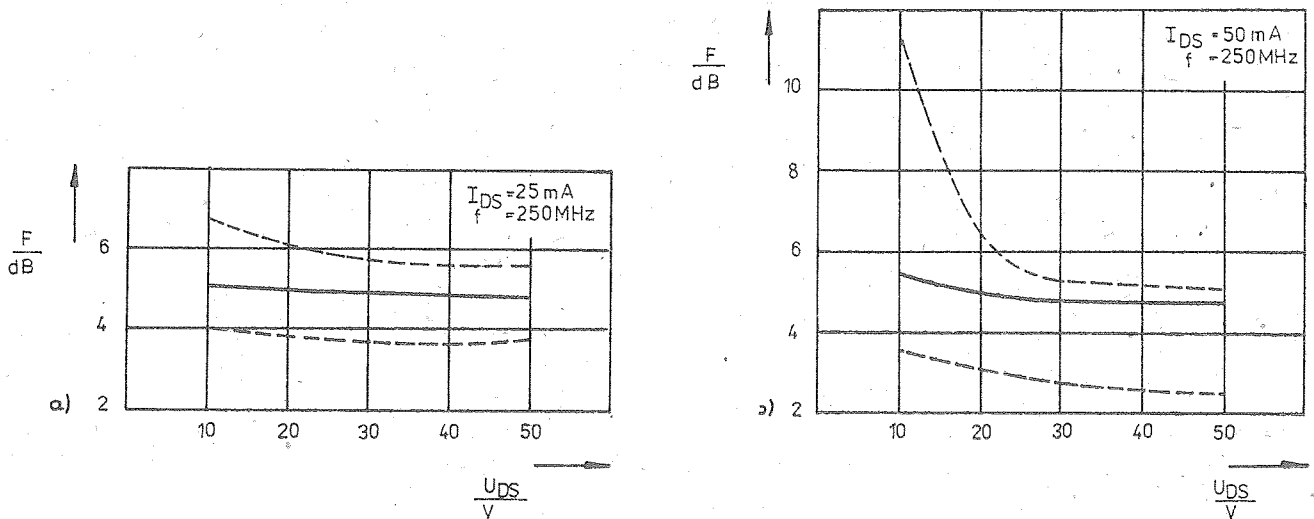 F
dB
6
4
2
a)
I_DS = 25 mA
f = 250 MHz
10 20 30 40 50
U_DS
V
F
dB
10
8
6
4
2
I_DS = 50 mA
f = 250 MHz
10 20 30 40 50
U_DS
V